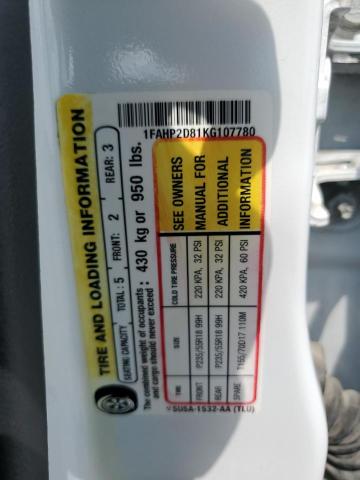 1FAHP2D81KG107780
TIRE AND LOADING INFORMATION
SEATING CAPACITY TOTAL: 5 FRONT: 2 REAR: 3
The combined weight of occupants and cargo should never exceed: 430 kg or 950 lbs.
TIRE SIZE COLD TIRE PRESSURE
FRONT P235/55R18 99H 220 KPA, 32 PSI
REAR P235/55R18 99H 220 KPA, 32 PSI
SPARE T155/70D17 110M 420 KPA, 60 PSI
SEE OWNERS
MANUAL FOR
ADDITIONAL
INFORMATION
5U5A-1532-AA (TLU)